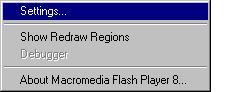 Settings...
Show Redraw Regions
Debugger
About Macromedia Flash Player 8...